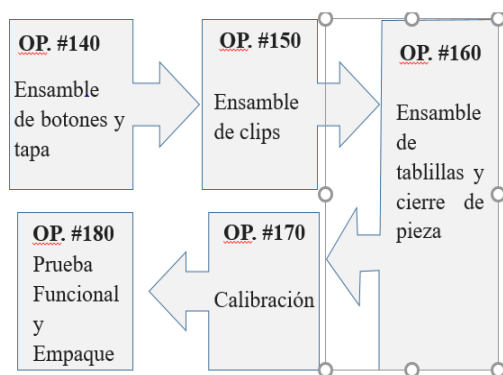 OP. #140
Ensamble
de botones y
tapa
OP. #150
Ensamble
de clips
OP. #160
Ensamble
de
tablillas y
cierre de
pieza
OP. #170
Calibración
OP. #180
Prueba
Funcional
y
Empaque